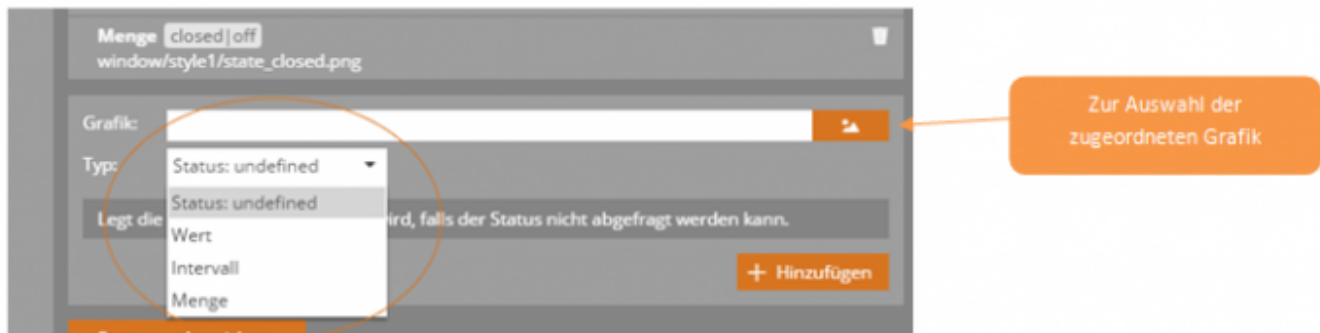 Menge closed|off
window/style1/state_closed.png
Grafik:
Zur Auswahl der
zugeordneten Grafik
Typ: Status: undefined
Status: undefined
Legt die ird, falls der Status nicht abgefragt werden kann.
Wert
Intervall
+ Hinzufügen
Menge